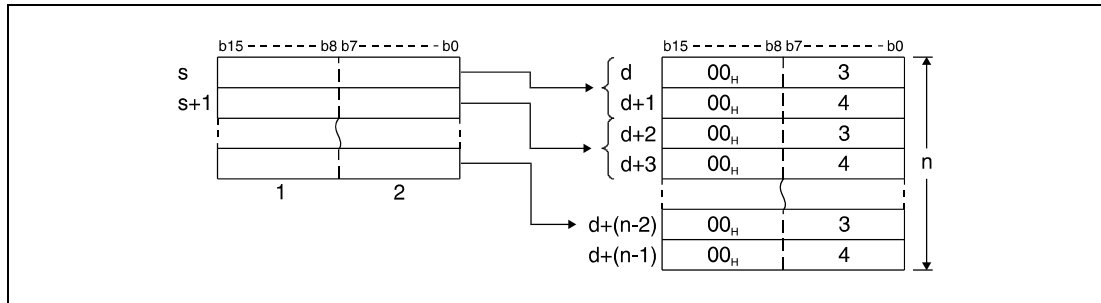 b15 ------- b8 b7 ------- b0
s
s+1
1 2
b15 ------- b8 b7 ------- b0
d 00H 3
d+1 00H 4
d+2 00H 3
d+3 00H 4
n
d+(n-2) 00H 3
d+(n-1) 00H 4